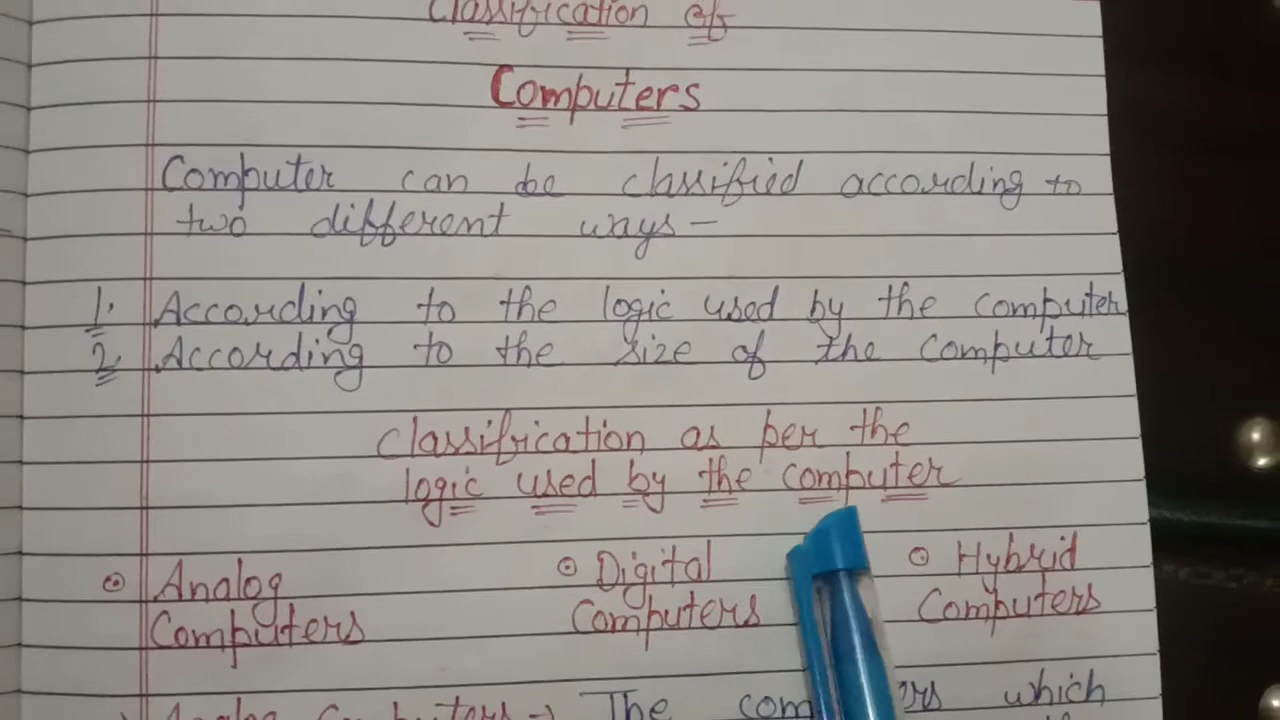 Classification of
Computers
Computer can be classified according to
two different ways-
1. According to the logic used by the computer
2. According to the size of the computer
Classification as per the
logic used by the computer
Analog Computers
Digital Computers
Hybrid Computers
Analog Computers → The which